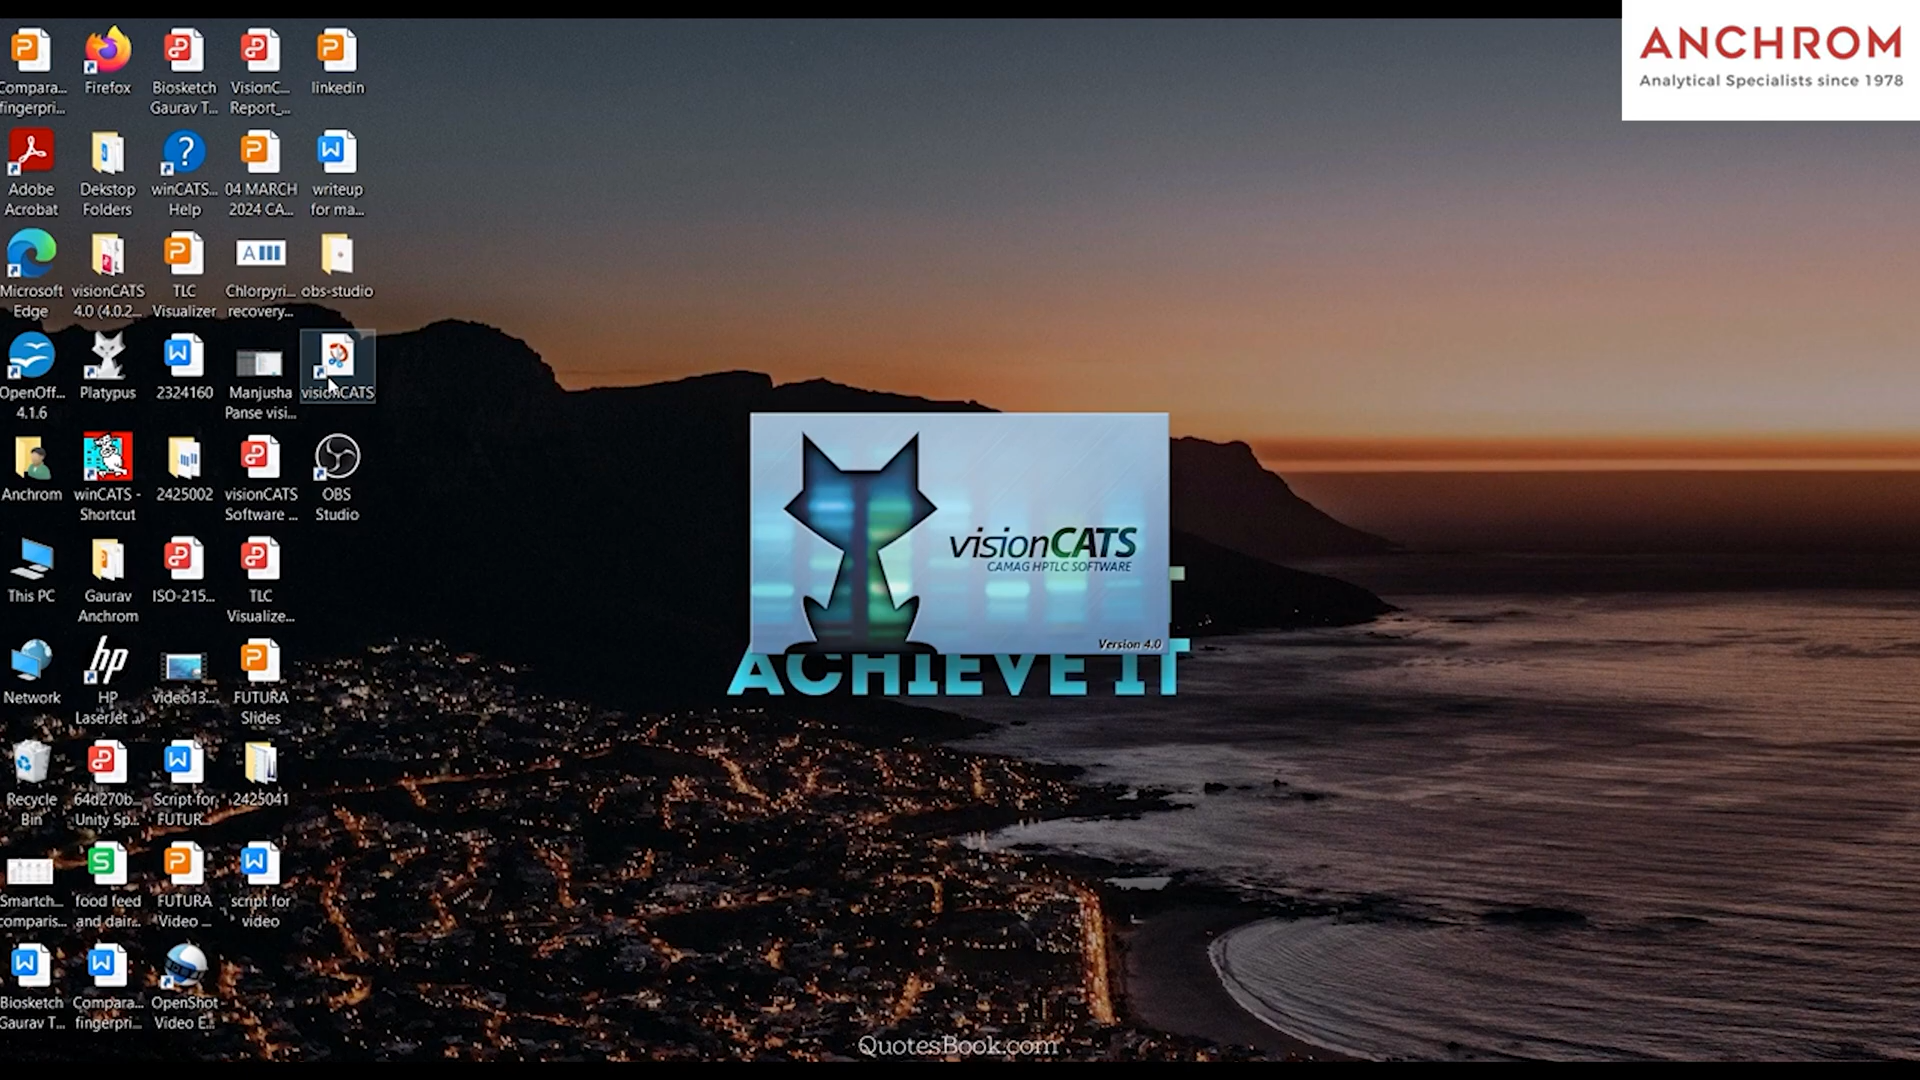 ANCHROM
Analytical Specialists since 1978
Compara...
fingerpri...
Firefox
Biosketch
Gaurav T...
VisionC...
Report_...
linkedin
Adobe
Acrobat
Dekstop
Folders
winCATS...
Help
04 MARCH
2024 CA...
writeup
for ma...
Microsoft
Edge
visionCATS
4.0 (4.0.2...
TLC
Visualizer
Chlorpyri...
recovery...
obs-studio
OpenOff...
4.1.6
Platypus
2324160
Manjusha
Panse visi...
visionCATS
Anchrom
winCATS -
Shortcut
2425002
visionCATS
Software ...
OBS
Studio
This PC
Gaurav
Anchrom
ISO-215...
TLC
Visualize...
Network
HP
LaserJet ...
video13...
FUTURA
Slides
Recycle
Bin
64d270b...
Unity Sp...
Script for
FUTUR...
2425041
Smartch...
comparis...
food feed
and dair...
FUTURA
Video ...
script for
video
Biosketch
Gaurav T...
Compara...
fingerpri...
OpenShot
Video E...
visionCATS
CAMAG HPTLC SOFTWARE
Version 4.0
ACHIEVE IT
QuotesBook.com